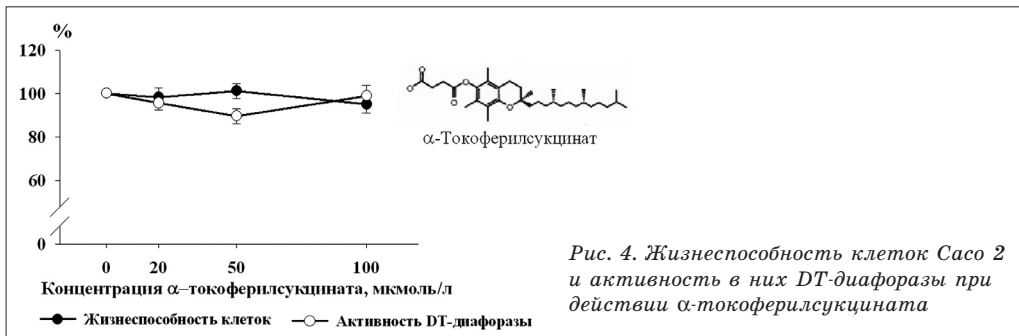 %
120
100
80
60
0
0 20 50 100
Концентрация α–токоферилсукцината, мкмоль/л
Жизнеспособность клеток Активность DT-диафоразы
O
O
O
O
O
α-Токоферилсукцинат
Рис. 4. Жизнеспособность клеток Caco 2
и активность в них DT-диафоразы при
действии α-токоферилсукцината